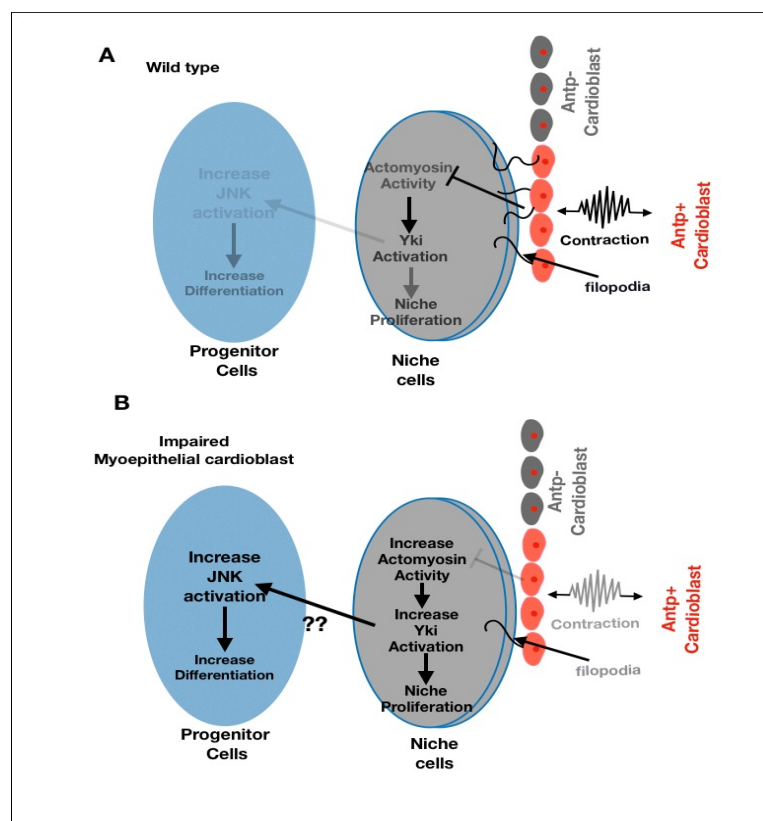 A
Wild type
Increase
JNK
activation
Increase
Differentiation
Progenitor
Cells
Actomyosin
Activity
Yki
Activation
Niche
Proliferation
Niche
cells
Antp-
Cardioblast
Contraction
filopodia
Antp+
Cardioblast
B
Impaired
Myoepithelial cardioblast
Increase
JNK
activation
Increase
Differentiation
Progenitor
Cells
??
Increase
Actomyosin
Activity
Increase
Yki
Activation
Niche
Proliferation
Niche
cells
Antp-
Cardioblast
Contraction
filopodia
Antp+
Cardioblast